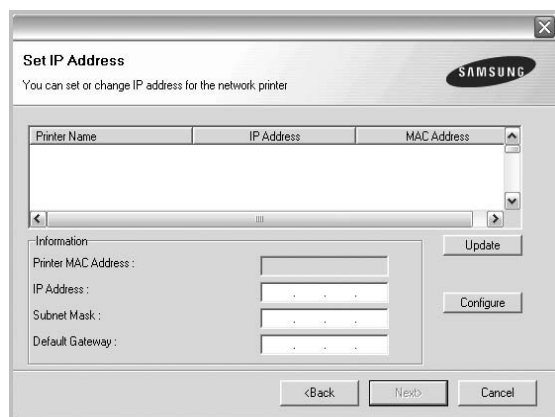 Set IP Address
You can set or change IP address for the network printer
SAMSUNG
Printer Name IP Address MAC Address
Information
Update
Printer MAC Address :
IP Address : . . .
Configure
Subnet Mask : . . .
Default Gateway : . . .
<Back Next> Cancel